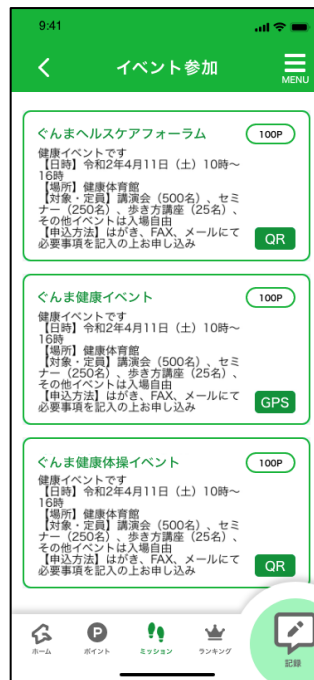 9:41
イベント参加
MENU
ぐんまヘルスケアフォーラム
100P
健康イベントです
【日時】令和2年4月11日（土）10時〜
16時
【場所】健康体育館
【対象・定員】講演会（500名）、セミ
ナー（250名）、歩き方講座（25名）、
その他イベントは入場自由
【申込方法】はがき、FAX、メールにて
必要事項を記入の上お申し込み
QR
ぐんま健康イベント
100P
健康イベントです
【日時】令和2年4月11日（土）10時〜
16時
【場所】健康体育館
【対象・定員】講演会（500名）、セミ
ナー（250名）、歩き方講座（25名）、
その他イベントは入場自由
【申込方法】はがき、FAX、メールにて
必要事項を記入の上お申し込み
GPS
ぐんま健康体操イベント
100P
健康イベントです
【日時】令和2年4月11日（土）10時〜
16時
【場所】健康体育館
【対象・定員】講演会（500名）、セミ
ナー（250名）、歩き方講座（25名）、
その他イベントは入場自由
【申込方法】はがき、FAX、メールにて
必要事項を記入の上お申し込み
QR
P
ホーム
ポイント
ミッション
ランキング
記録